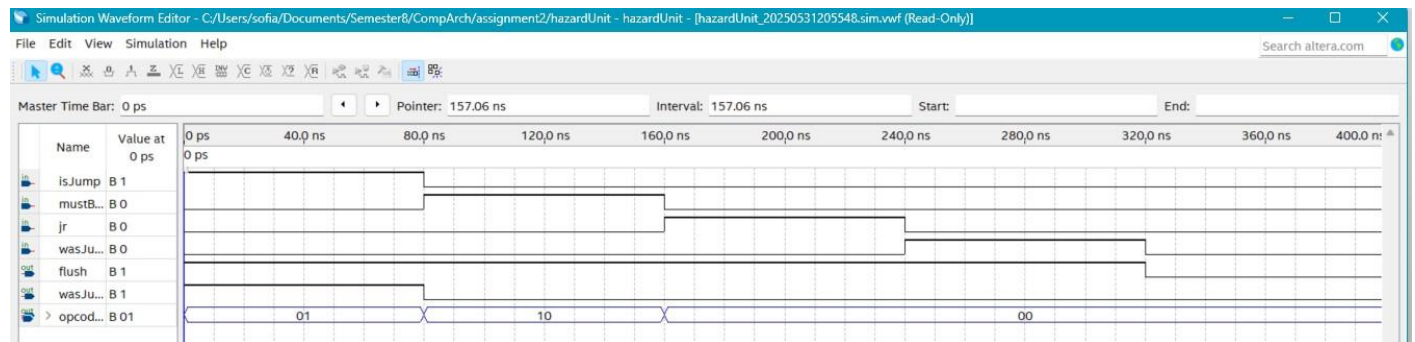 Simulation Waveform Editor - C:/Users/sofia/Documents/Semester8/CompArch/assignment2/hazardUnit - hazardUnit - [hazardUnit_20250531205548.sim.vwf (Read-Only)]
File Edit View Simulation Help
Search altera.com
Master Time Bar: 0 ps Pointer: 157.06 ns Interval: 157.06 ns Start: End:
Name Value at 0 ps 0 ps 40.0 ns 80.0 ns 120.0 ns 160.0 ns 200.0 ns 240.0 ns 280.0 ns 320.0 ns 360.0 ns 400.0 ns
0 ps
isJump B 1
mustB... B 0
jr B 0
wasJu... B 0
flush B 1
wasJu... B 1
> opcod... B 01 01 10 00